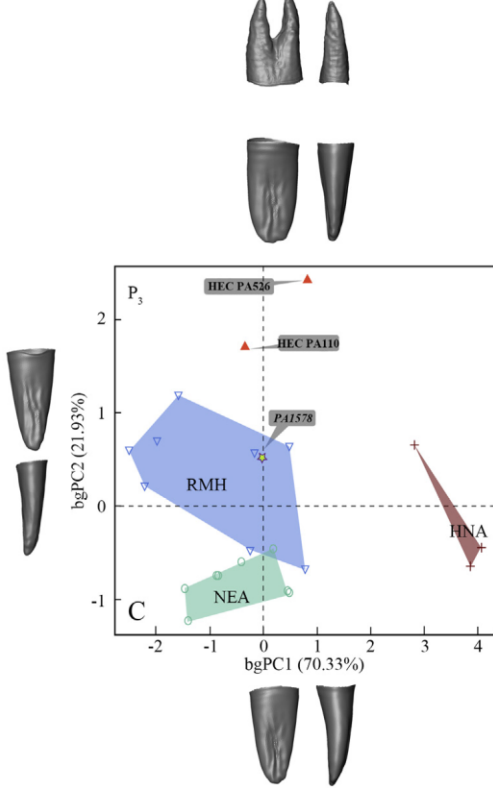 P3
HEC PA526
HEC PA110
PA1578
RMH
HNA
NEA
C
2
1
0
-1
-2 -1 0 1 2 3 4
bgPC1 (70.33%)
bgPC2 (21.93%)